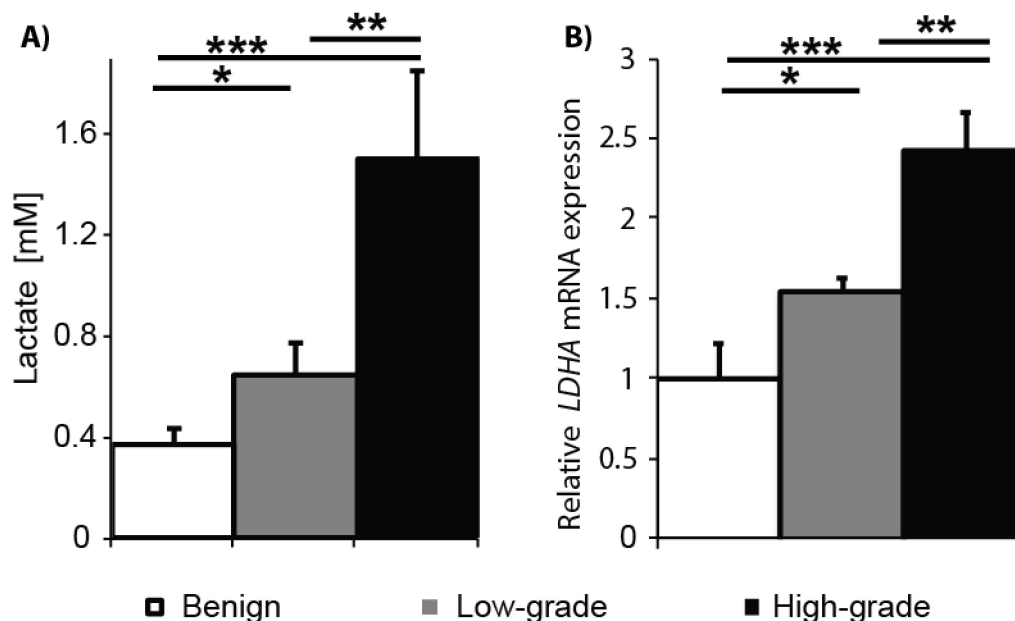 A)
***
**
*
Lactate [mM]
1.6
1.2
0.8
0.4
0
B)
***
**
*
Relative LDHA mRNA expression
3
2.5
2
1.5
1
0.5
0
Benign
Low-grade
High-grade